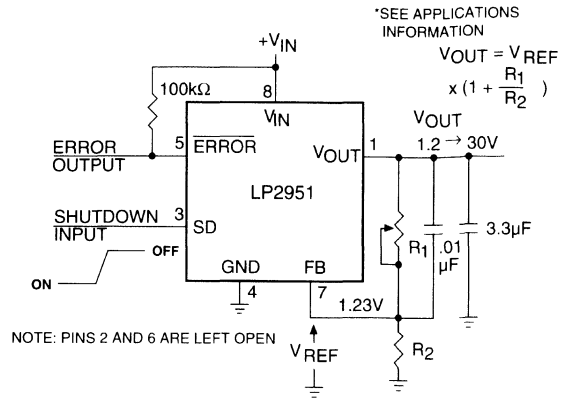 *SEE APPLICATIONS
INFORMATION
VOUT = VREF
x (1 + R1
R2 )
+VIN
100kΩ
8
VIN
5
ERROR
OUTPUT
ERROR
VOUT
1
VOUT
1.2 → 30V
LP2951
SHUTDOWN
INPUT
3
SD
OFF
ON
R1
.01
µF
3.3µF
GND
FB
4
7
1.23V
NOTE: PINS 2 AND 6 ARE LEFT OPEN
VREF
R2